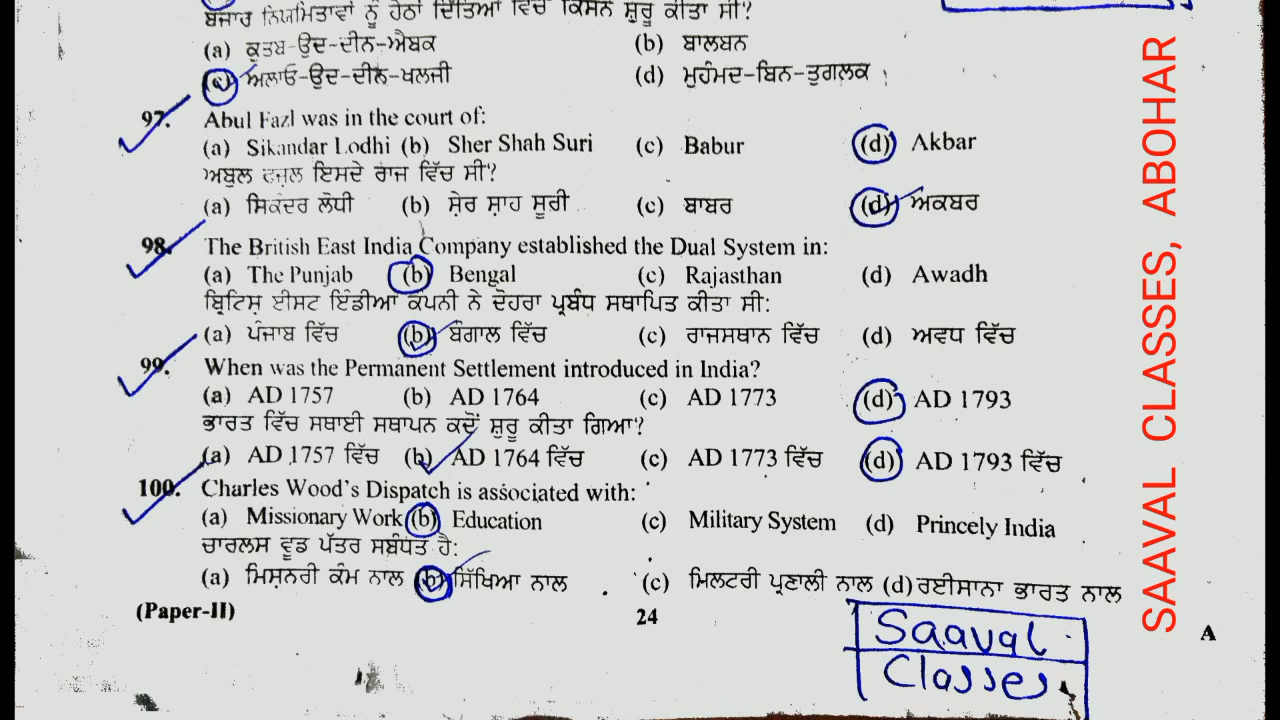 ਬਜਾਰ ਨਿਯਮਿਤਾਵਾਂ ਨੂੰ ਹੇਠਾਂ ਦਿੱਤਿਆਂ ਵਿੱਚੋਂ ਕਿਸਨੇ ਸ਼ੁਰੂ ਕੀਤਾ ਸੀ?
(a) ਕੁਤਬ-ਉਦ-ਦੀਨ-ਐਬਕ (b) ਬਾਲਬਨ
(c) ਅਲਾਓ-ਉਦ-ਦੀਨ-ਖਲਜੀ (d) ਮੁਹੰਮਦ-ਬਿਨ-ਤੁਗਲਕ
97. Abul Fazl was in the court of:
(a) Sikandar Lodhi (b) Sher Shah Suri (c) Babur (d) Akbar
ਅਬੁਲ ਫਜ਼ਲ ਇਸਦੇ ਰਾਜ ਵਿੱਚ ਸੀ?
(a) ਸਿਕੰਦਰ ਲੋਧੀ (b) ਸ਼ੇਰ ਸ਼ਾਹ ਸੂਰੀ (c) ਬਾਬਰ (d) ਅਕਬਰ
98. The British East India Company established the Dual System in:
(a) The Punjab (b) Bengal (c) Rajasthan (d) Awadh
ਬ੍ਰਿਟਿਸ਼ ਈਸਟ ਇੰਡੀਆ ਕੰਪਨੀ ਨੇ ਦੋਹਰਾ ਪ੍ਰਬੰਧ ਸਥਾਪਿਤ ਕੀਤਾ ਸੀ:
(a) ਪੰਜਾਬ ਵਿੱਚ (b) ਬੰਗਾਲ ਵਿੱਚ (c) ਰਾਜਸਥਾਨ ਵਿੱਚ (d) ਅਵਧ ਵਿੱਚ
99. When was the Permanent Settlement introduced in India?
(a) AD 1757 (b) AD 1764 (c) AD 1773 (d) AD 1793
ਭਾਰਤ ਵਿੱਚ ਸਥਾਈ ਸਥਾਪਨ ਕਦੋਂ ਸ਼ੁਰੂ ਕੀਤਾ ਗਿਆ?
(a) AD 1757 ਵਿੱਚ (b) AD 1764 ਵਿੱਚ (c) AD 1773 ਵਿੱਚ (d) AD 1793 ਵਿੱਚ
100. Charles Wood's Dispatch is associated with:
(a) Missionary Work (b) Education (c) Military System (d) Princely India
ਚਾਰਲਸ ਵੂਡ ਪੱਤਰ ਸਬੰਧਤ ਹੈ:
(a) ਮਿਸ਼ਨਰੀ ਕੰਮ ਨਾਲ (b) ਸਿੱਖਿਆ ਨਾਲ (c) ਮਿਲਟਰੀ ਪ੍ਰਣਾਲੀ ਨਾਲ (d) ਰਈਸਾਨਾ ਭਾਰਤ ਨਾਲ
(Paper-II) 24 A
Saaval
Classes
SAAVAL CLASSES, ABOHAR